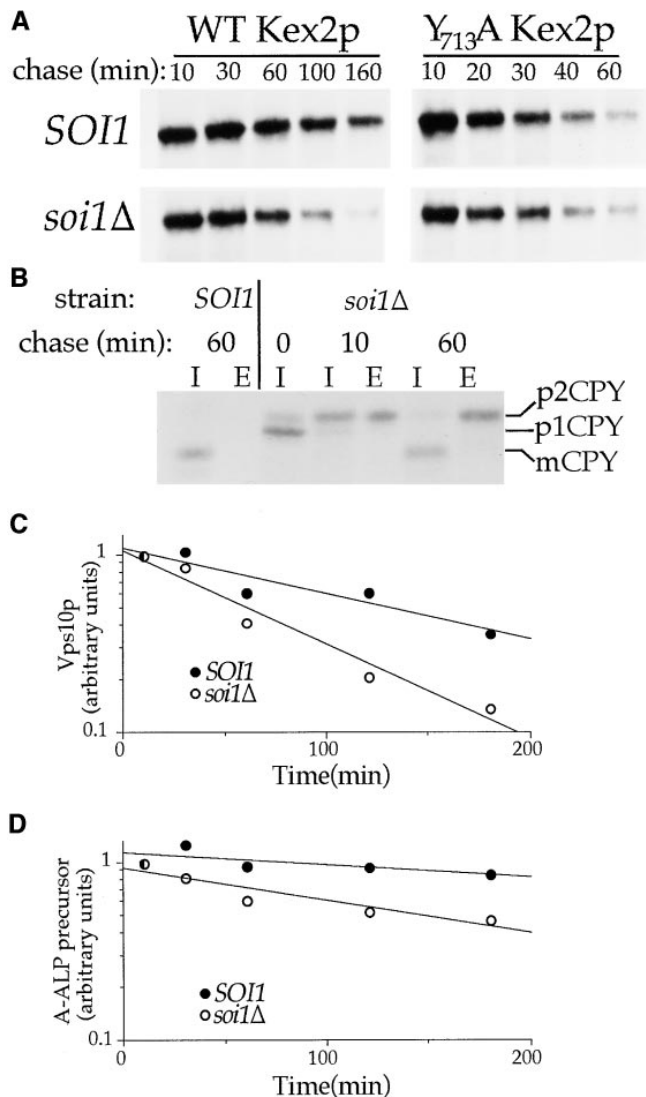 A
WT Kex2p Y713A Kex2p
chase (min): 10 30 60 100 160 10 20 30 40 60
SOI1
soi1Δ
B
strain: SOI1 soi1Δ
chase (min): 60 0 10 60
I E I I E I E
p2CPY
p1CPY
mCPY
C
Vps10p
(arbitrary units)
1
0.1
SOI1
soi1Δ
0 100 200
Time(min)
D
A-ALP precursor
(arbitrary units)
1
0.1
SOI1
soi1Δ
0 100 200
Time(min)